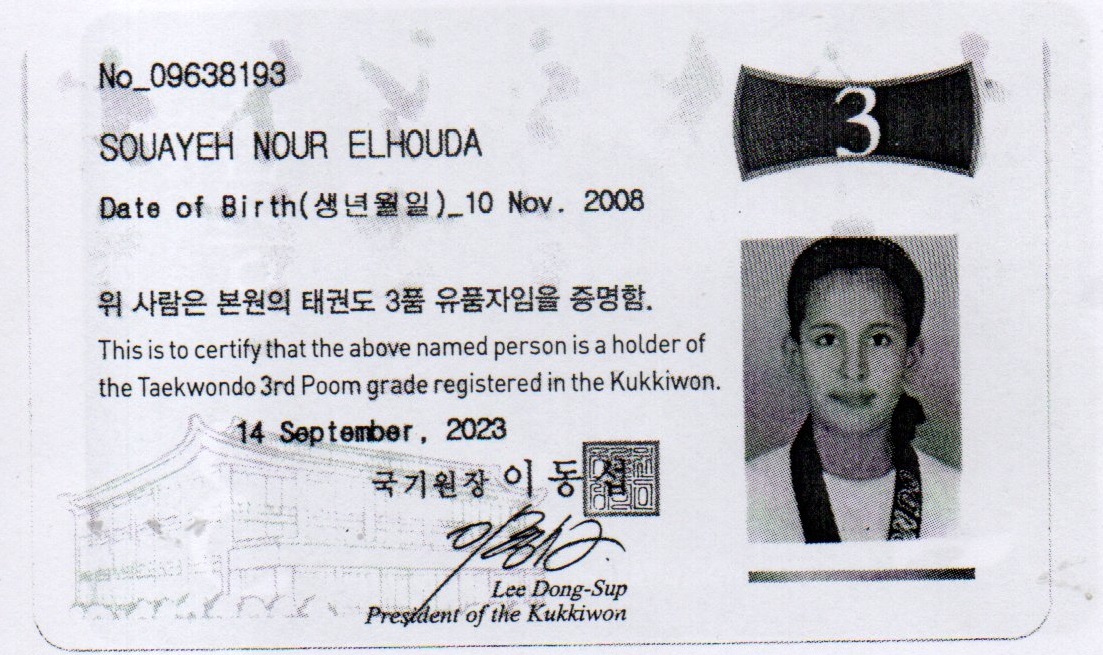 No_09638193
3
SOUAYEH NOUR ELHOUDA
Date of Birth(생년월일)_10 Nov. 2008
위 사람은 본원의 태권도 3품 유품자임을 증명함.
This is to certify that the above named person is a holder of
the Taekwondo 3rd Poom grade registered in the Kukkiwon.
14 September, 2023
국기원장 이동섭
Lee Dong-Sup
President of the Kukkiwon